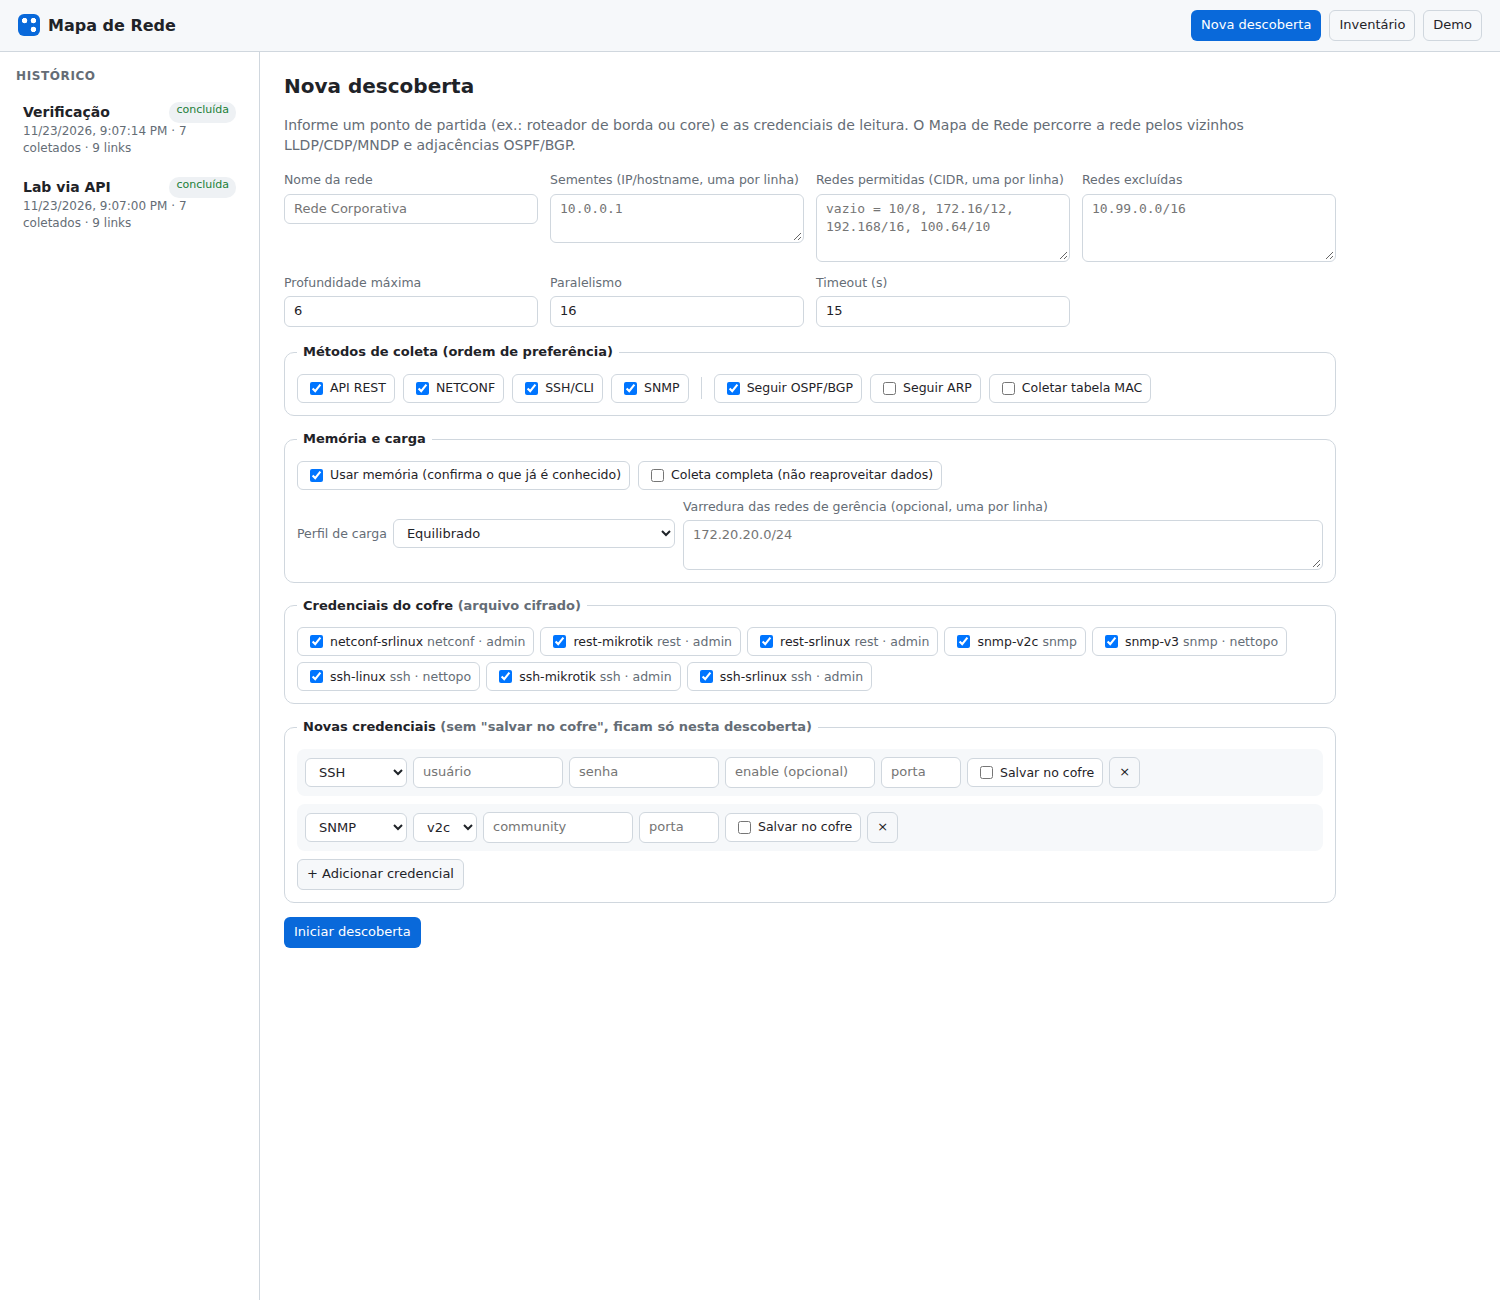 Mapa de Rede
Nova descoberta
Inventário
Demo
HISTÓRICO
Verificação
concluída
11/23/2026, 9:07:14 PM · 7
coletados · 9 links
Lab via API
concluída
11/23/2026, 9:07:00 PM · 7
coletados · 9 links
Nova descoberta
Informe um ponto de partida (ex.: roteador de borda ou core) e as credenciais de leitura. O Mapa de Rede percorre a rede pelos vizinhos
LLDP/CDP/MNDP e adjacências OSPF/BGP.
Nome da rede
Rede Corporativa
Sementes (IP/hostname, uma por linha)
10.0.0.1
Redes permitidas (CIDR, uma por linha)
vazio = 10/8, 172.16/12,
192.168/16, 100.64/10
Redes excluídas
10.99.0.0/16
Profundidade máxima
6
Paralelismo
16
Timeout (s)
15
Métodos de coleta (ordem de preferência)
API REST
NETCONF
SSH/CLI
SNMP
Seguir OSPF/BGP
Seguir ARP
Coletar tabela MAC
Memória e carga
Usar memória (confirma o que já é conhecido)
Coleta completa (não reaproveitar dados)
Perfil de carga
Equilibrado
Varredura das redes de gerência (opcional, uma por linha)
172.20.20.0/24
Credenciais do cofre (arquivo cifrado)
netconf-srlinux netconf · admin
rest-mikrotik rest · admin
rest-srlinux rest · admin
snmp-v2c snmp
snmp-v3 snmp · nettopo
ssh-linux ssh · nettopo
ssh-mikrotik ssh · admin
ssh-srlinux ssh · admin
Novas credenciais (sem "salvar no cofre", ficam só nesta descoberta)
SSH
usuário
senha
enable (opcional)
porta
Salvar no cofre
×
SNMP
v2c
community
porta
Salvar no cofre
×
+ Adicionar credencial
Iniciar descoberta